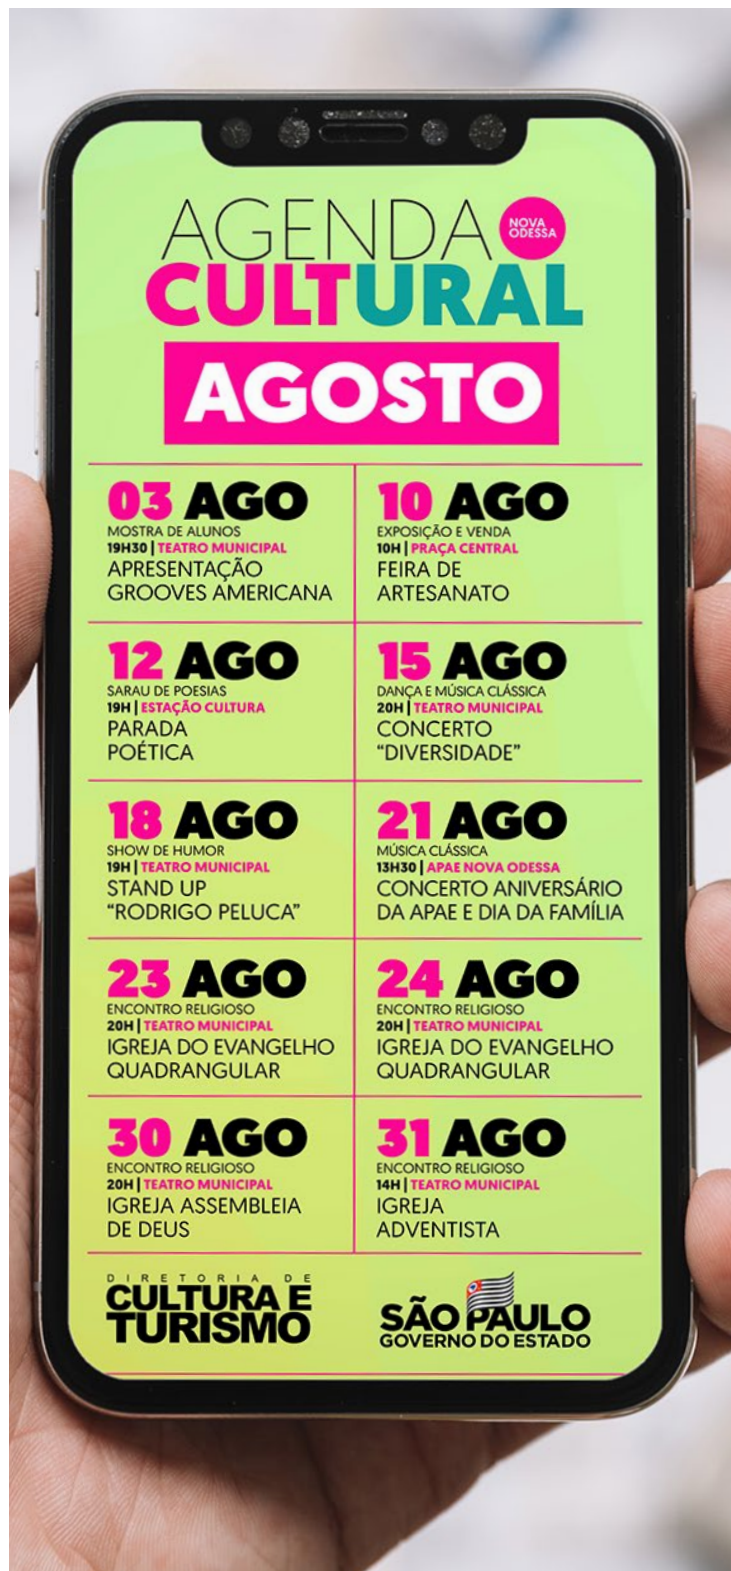 AGENDA
NOVA
ODESSA
CULTURAL
AGOSTO
03 AGO
MOSTRA DE ALUNOS
19H30 | TEATRO MUNICIPAL
APRESENTAÇÃO
GROOVES AMERICANA
10 AGO
EXPOSIÇÃO E VENDA
10H | PRAÇA CENTRAL
FEIRA DE
ARTESANATO
12 AGO
SARAU DE POESIAS
19H | ESTAÇÃO CULTURA
PARADA
POÉTICA
15 AGO
DANÇA E MÚSICA CLÁSSICA
20H | TEATRO MUNICIPAL
CONCERTO
“DIVERSIDADE”
18 AGO
SHOW DE HUMOR
19H | TEATRO MUNICIPAL
STAND UP
“RODRIGO PELUCA”
21 AGO
MÚSICA CLÁSSICA
13H30 | APAE NOVA ODESSA
CONCERTO ANIVERSÁRIO
DA APAE E DIA DA FAMÍLIA
23 AGO
ENCONTRO RELIGIOSO
20H | TEATRO MUNICIPAL
IGREJA DO EVANGELHO
QUADRANGULAR
24 AGO
ENCONTRO RELIGIOSO
20H | TEATRO MUNICIPAL
IGREJA DO EVANGELHO
QUADRANGULAR
30 AGO
ENCONTRO RELIGIOSO
20H | TEATRO MUNICIPAL
IGREJA ASSEMBLEIA
DE DEUS
31 AGO
ENCONTRO RELIGIOSO
14H | TEATRO MUNICIPAL
IGREJA
ADVENTISTA
DIRETORIA DE
CULTURA E
TURISMO
SÃO PAULO
GOVERNO DO ESTADO